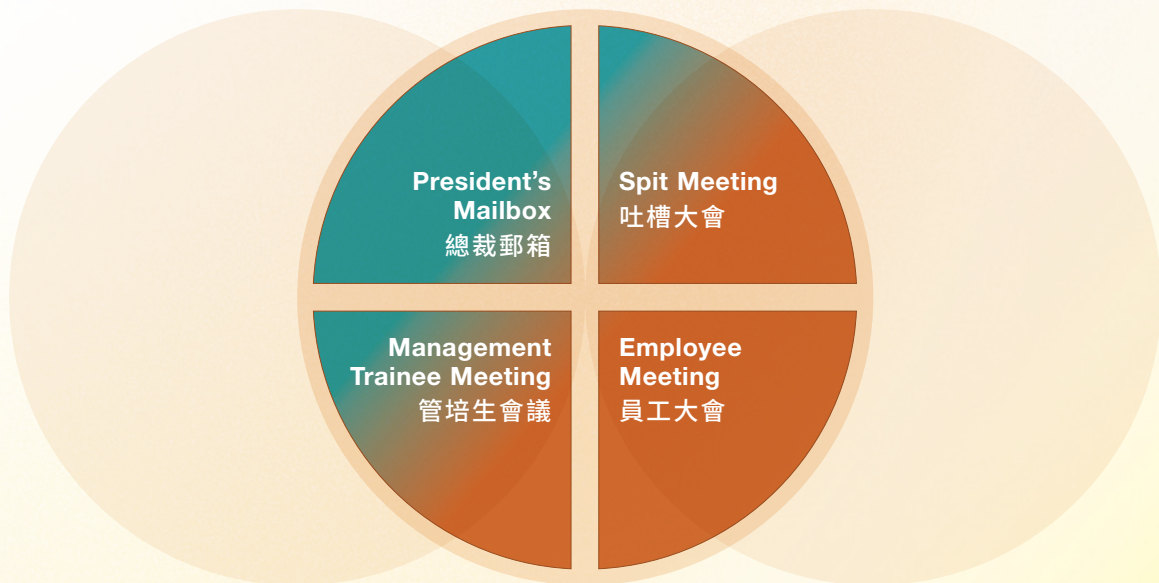 President’s
Mailbox
總裁郵箱
Spit Meeting
吐槽大會
Management
Trainee Meeting
管培生會議
Employee
Meeting
員工大會